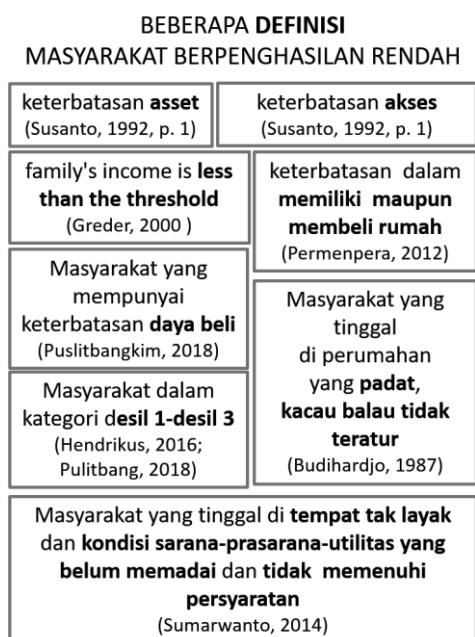 BEBERAPA DEFINISI
MASYARAKAT BERPENGHASILAN RENDAH
keterbatasan asset
(Susanto, 1992, p. 1)
keterbatasan akses
(Susanto, 1992, p. 1)
family's income is less
than the threshold
(Greder, 2000 )
keterbatasan dalam
memiliki maupun
membeli rumah
(Permenpera, 2012)
Masyarakat yang
mempunyai
keterbatasan daya beli
(Puslitbangkim, 2018)
Masyarakat yang
tinggal
di perumahan
yang padat,
kacau balau tidak
teratur
(Budihardjo, 1987)
Masyarakat dalam
kategori desil 1-desil 3
(Hendrikus, 2016;
Pulitbang, 2018)
Masyarakat yang tinggal di tempat tak layak
dan kondisi sarana-prasarana-utilitas yang
belum memadai dan tidak memenuhi
persyaratan
(Sumarwanto, 2014)